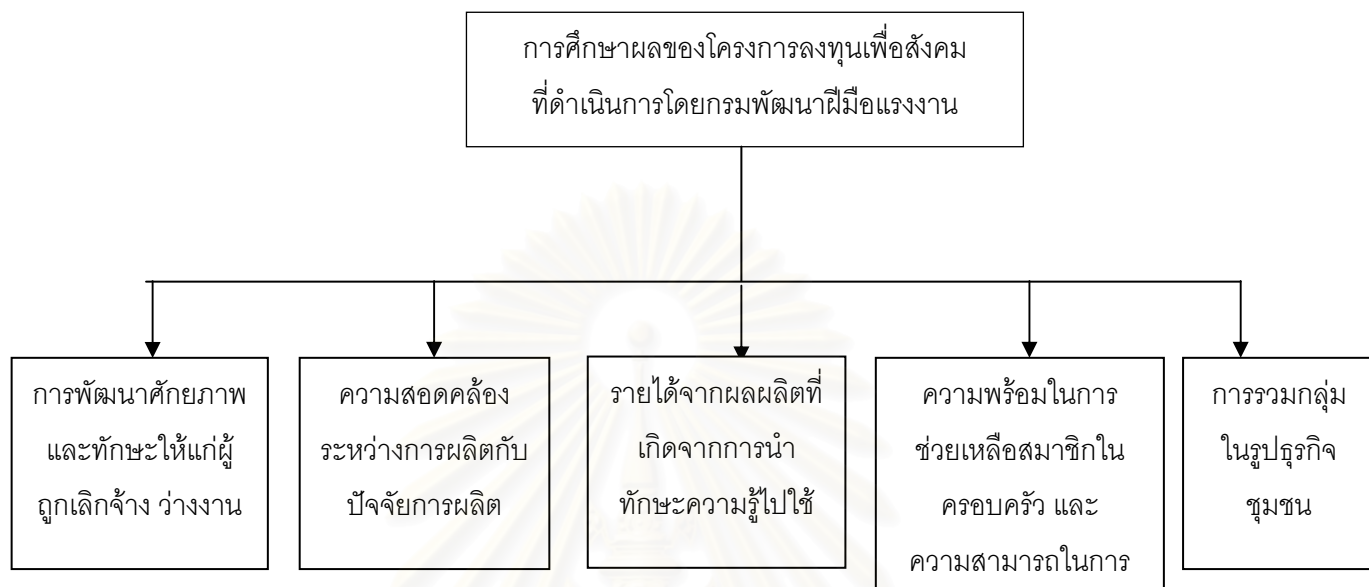 การศึกษาผลของโครงการลงทุนเพื่อสังคม
ที่ดำเนินการโดยกรมพัฒนาฝีมือแรงงาน
การพัฒนาศักยภาพ
และทักษะให้แก่ผู้
ถูกเลิกจ้าง ว่างงาน
ความสอดคล้อง
ระหว่างการผลิตกับ
ปัจจัยการผลิต
รายได้จากผลผลิตที่
เกิดจากการนำ
ทักษะความรู้ไปใช้
ความพร้อมในการ
ช่วยเหลือสมาชิกใน
ครอบครัว และ
ความสามารถในการ
การรวมกลุ่ม
ในรูปธุรกิจ
ชุมชน